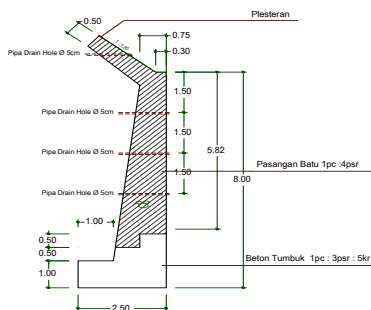 0.50
Plesteran
0.75
Pipa Drain Hole Ø 5cm
0.30
1.50
Pipa Drain Hole Ø 5cm
1.50
5.82
Pipa Drain Hole Ø 5cm
Pasangan Batu 1pc :4psr
8.00
1.50
Pipa Drain Hole Ø 5cm
1.00
0.50
0.50
Beton Tumbuk 1pc : 3psr : 5kr
1.00
2.50